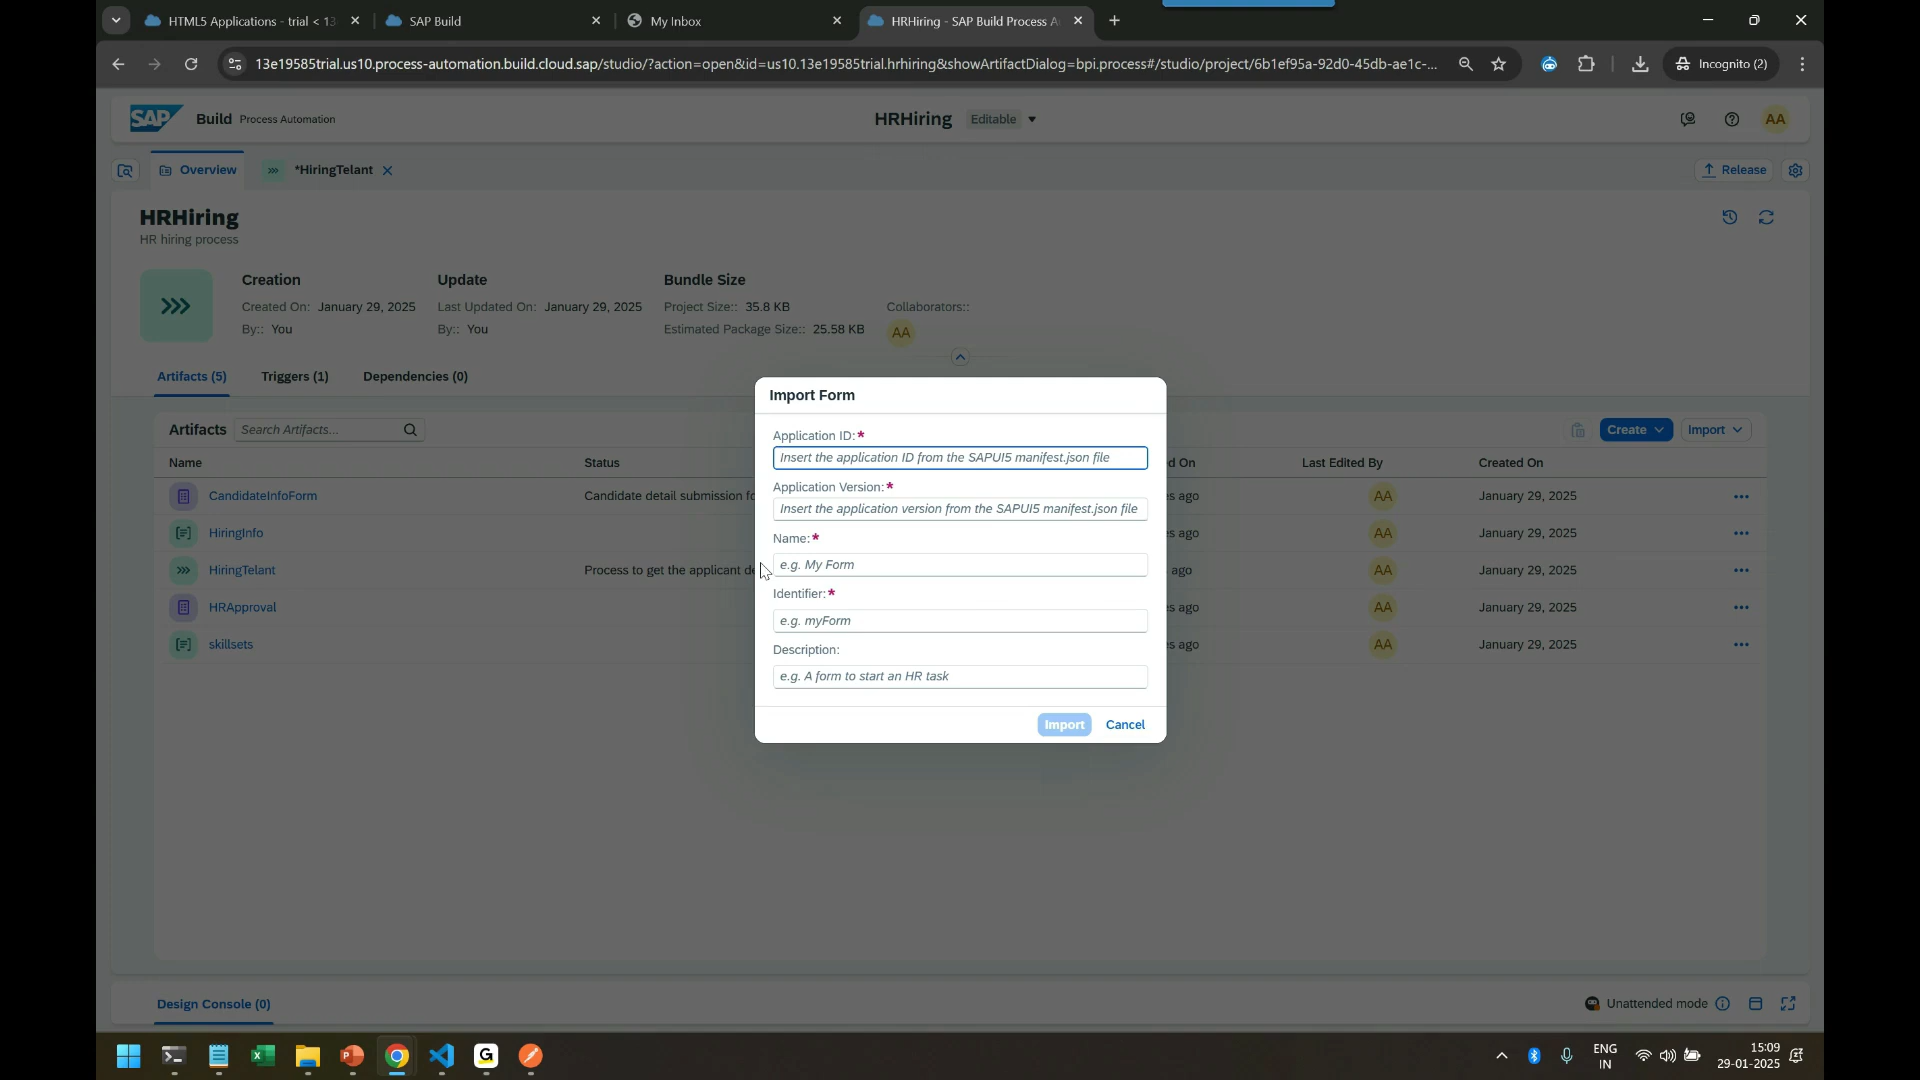 HTML5 Applications - trial < 13
SAP Build
My Inbox
HRHiring - SAP Build Process A
13e19585trial.us10.process-automation.build.cloud.sap/studio/?action=open&id=us10.13e19585trial.hrhiring&showArtifactDialog=bpi.process#/studio/project/6b1ef95a-92d0-45db-ae1c-...
Incognito (2)
SAP Build Process Automation
HRHiring Editable
AA
Overview
*HiringTelant
Release
HRHiring
HR hiring process
Creation
Update
Bundle Size
Created On: January 29, 2025
Last Updated On: January 29, 2025
Project Size:: 35.8 KB
Collaborators::
By:: You
By:: You
Estimated Package Size:: 25.58 KB
AA
Artifacts (5)
Triggers (1)
Dependencies (0)
Import Form
Application ID:*
Insert the application ID from the SAPUI5 manifest.json file
Application Version:*
Insert the application version from the SAPUI5 manifest.json file
Name:*
e.g. My Form
Identifier:*
e.g. myForm
Description:
e.g. A form to start an HR task
Import
Cancel
Artifacts
Search Artifacts...
Create
Import
Name
Status
d On
Last Edited By
Created On
CandidateInfoForm
Candidate detail submission fo
s ago
AA
January 29, 2025
HiringInfo
s ago
AA
January 29, 2025
HiringTelant
Process to get the applicant de
ago
AA
January 29, 2025
HRApproval
s ago
AA
January 29, 2025
skillsets
s ago
AA
January 29, 2025
Design Console (0)
Unattended mode
ENG
IN
15:09
29-01-2025